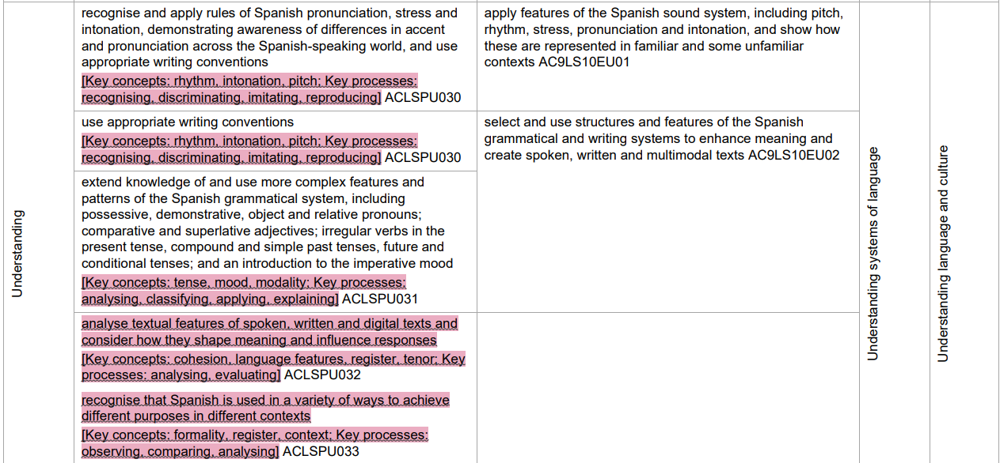 Understanding
recognise and apply rules of Spanish pronunciation, stress and
intonation, demonstrating awareness of differences in accent
and pronunciation across the Spanish-speaking world, and use
appropriate writing conventions
[Key concepts: rhythm, intonation, pitch; Key processes:
recognising, discriminating, imitating, reproducing] ACLSPU030
apply features of the Spanish sound system, including pitch,
rhythm, stress, pronunciation and intonation, and show how
these are represented in familiar and some unfamiliar
contexts AC9LS10EU01
use appropriate writing conventions
[Key concepts: rhythm, intonation, pitch; Key processes:
recognising, discriminating, imitating, reproducing] ACLSPU030
select and use structures and features of the Spanish
grammatical and writing systems to enhance meaning and
create spoken, written and multimodal texts AC9LS10EU02
extend knowledge of and use more complex features and
patterns of the Spanish grammatical system, including
possessive, demonstrative, object and relative pronouns;
comparative and superlative adjectives; irregular verbs in the
present tense, compound and simple past tenses, future and
conditional tenses; and an introduction to the imperative mood
[Key concepts: tense, mood, modality; Key processes:
analysing, classifying, applying, explaining] ACLSPU031
analyse textual features of spoken, written and digital texts and
consider how they shape meaning and influence responses
[Key concepts: cohesion, language features, register, tenor; Key
processes: analysing, evaluating] ACLSPU032
recognise that Spanish is used in a variety of ways to achieve
different purposes in different contexts
[Key concepts: formality, register, context; Key processes:
observing, comparing, analysing] ACLSPU033
Understanding systems of language
Understanding language and culture